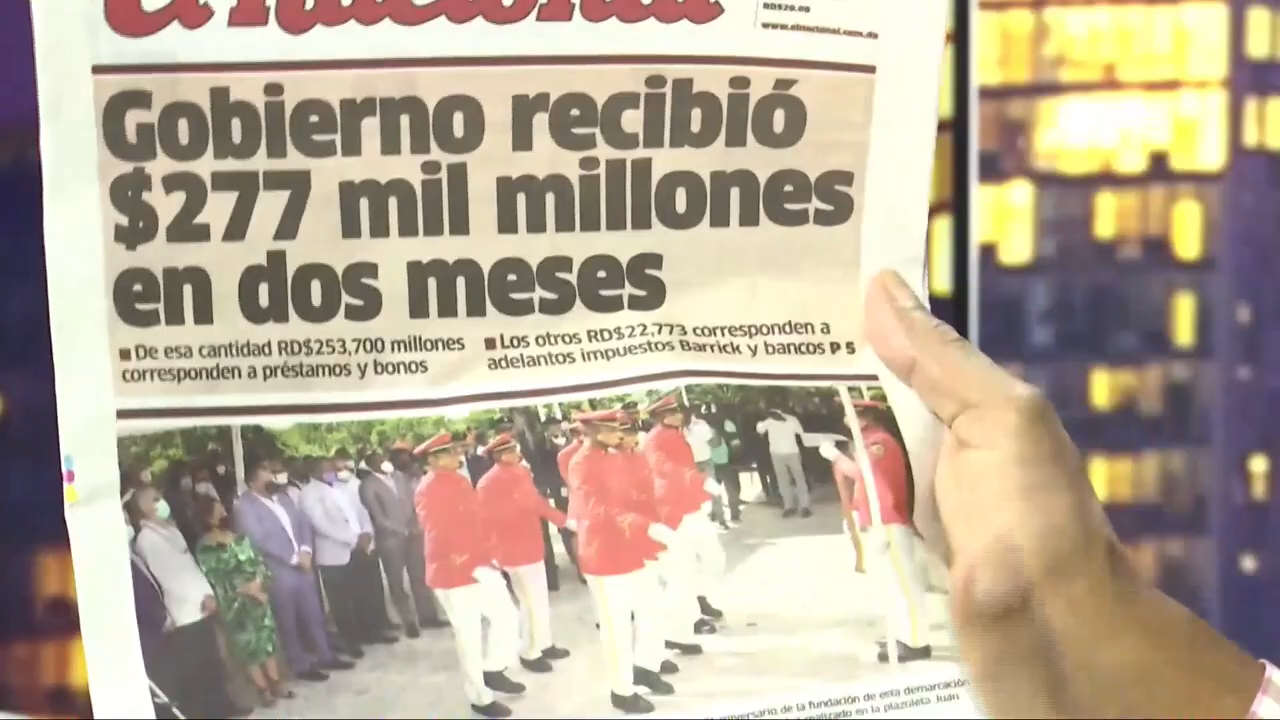 El Nacional
RD$20.00
www.elnacional.com.do
Gobierno recibió
$277 mil millones
en dos meses
De esa cantidad RD$253,700 millones
corresponden a préstamos y bonos
Los otros RD$22,773 corresponden a
adelantos impuestos Barrick y bancos P 5
aniversario de la fundación de esta demarcación
realizado en la plazoleta Juan